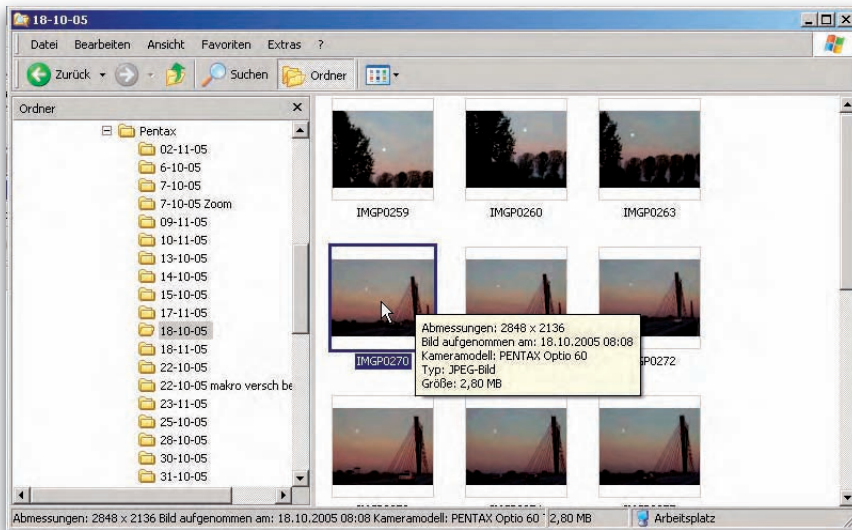 18-10-05
Datei Bearbeiten Ansicht Favoriten Extras ?
Zurück Suchen Ordner
Ordner
Pentax
02-11-05
6-10-05
7-10-05
7-10-05 Zoom
09-11-05
10-11-05
13-10-05
14-10-05
15-10-05
17-11-05
18-10-05
18-11-05
22-10-05
22-10-05 makro versch be
23-11-05
25-10-05
28-10-05
30-10-05
31-10-05
IMGP0259 IMGP0260 IMGP0263
IMGP0270 GP0272
Abmessungen: 2848 x 2136
Bild aufgenommen am: 18.10.2005 08:08
Kameramodell: PENTAX Optio 60
Typ: JPEG-Bild
Größe: 2,80 MB
Abmessungen: 2848 x 2136 Bild aufgenommen am: 18.10.2005 08:08 Kameramodell: PENTAX Optio 60 2,80 MB Arbeitsplatz